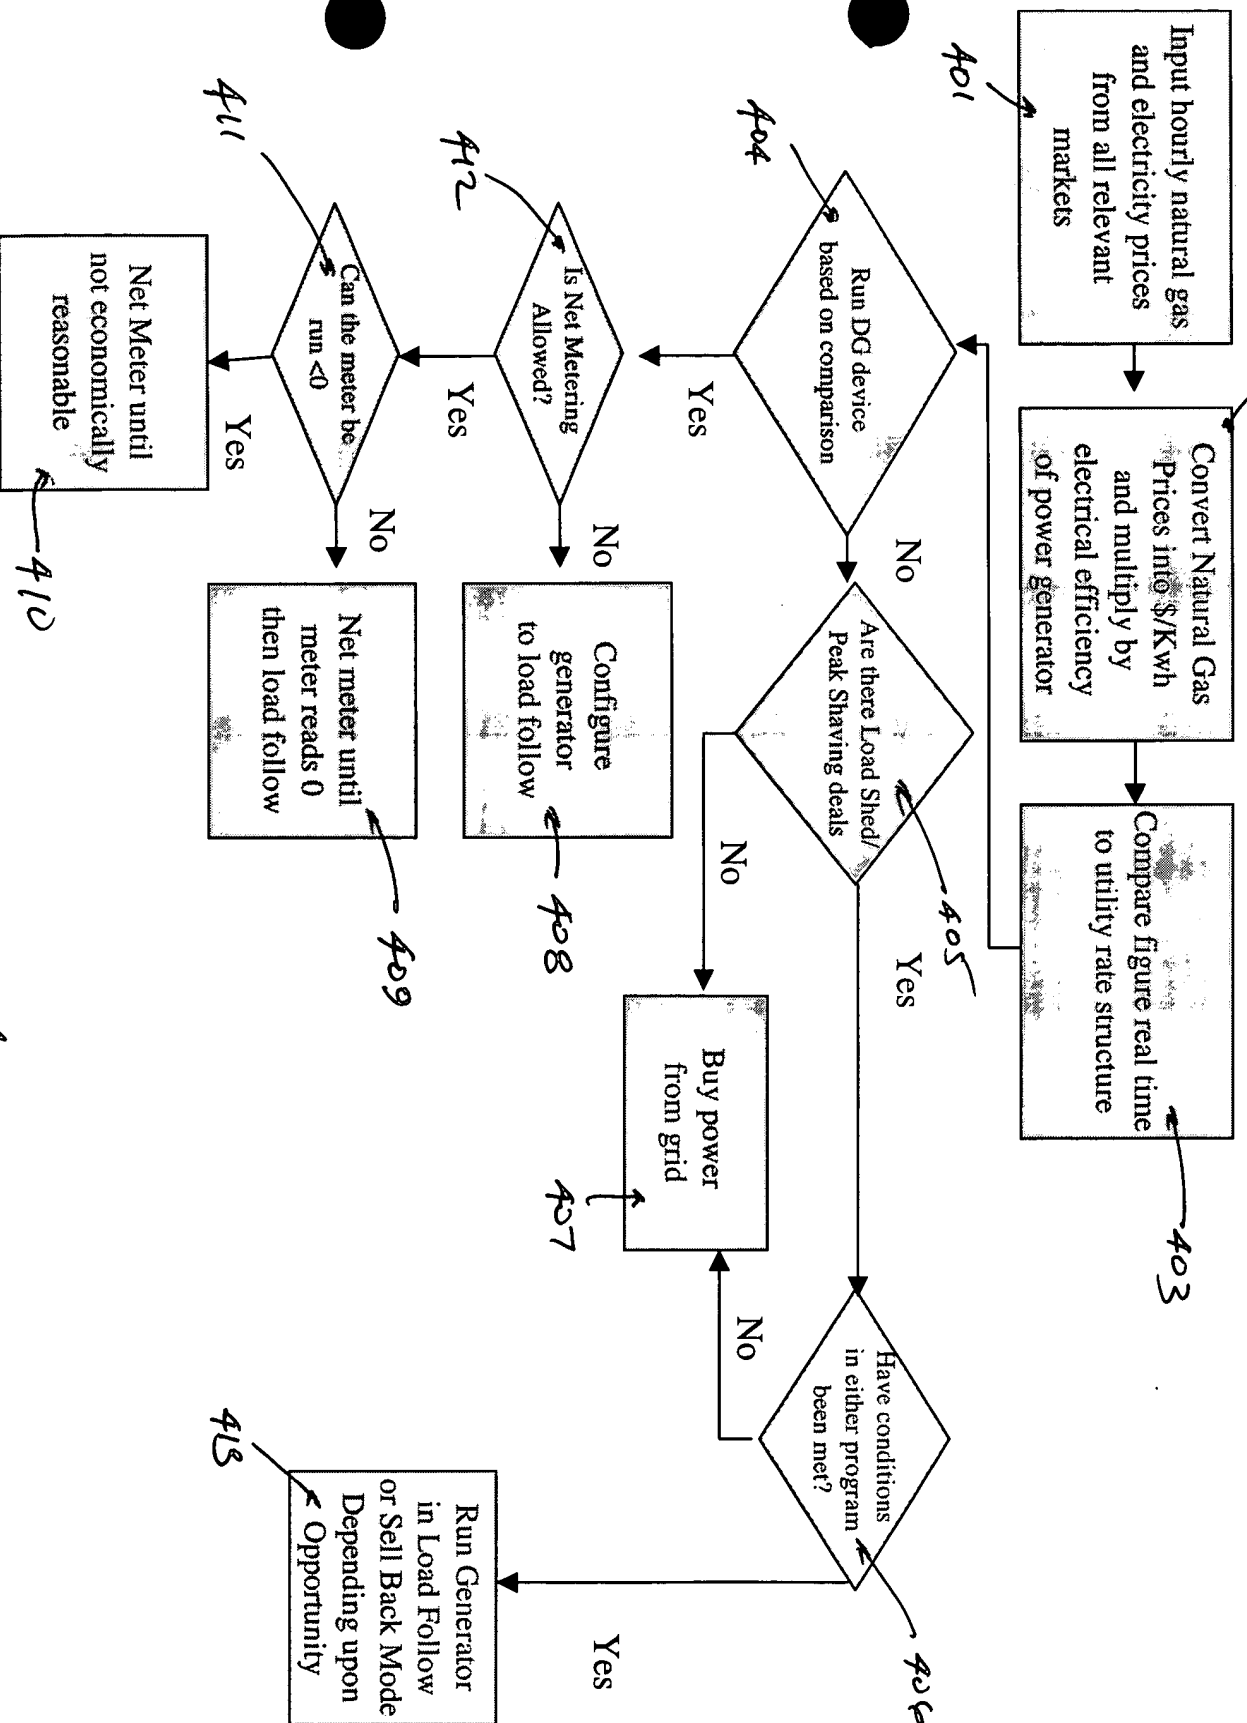 Input hourly natural gas
and electricity prices
from all relevant
markets
401
Convert Natural Gas
Prices into $/Kwh
and multiply by
electrical efficiency
of power generator
Compare figure real time
to utility rate structure
403
404
Run DG device
based on comparison
No
Yes
Are there Load Shed/
Peak Shaving deals
405
Yes
No
Have conditions
in either program
been met?
406
No
Yes
Buy power
from grid
407
412
Is Net Metering
Allowed?
No
Yes
Configure
generator
to load follow
408
411
Can the meter be
run <0
No
Yes
Net meter until
meter reads 0
then load follow
409
Net Meter until
not economically
reasonable
410
Run Generator
in Load Follow
or Sell Back Mode
Depending upon
Opportunity
413